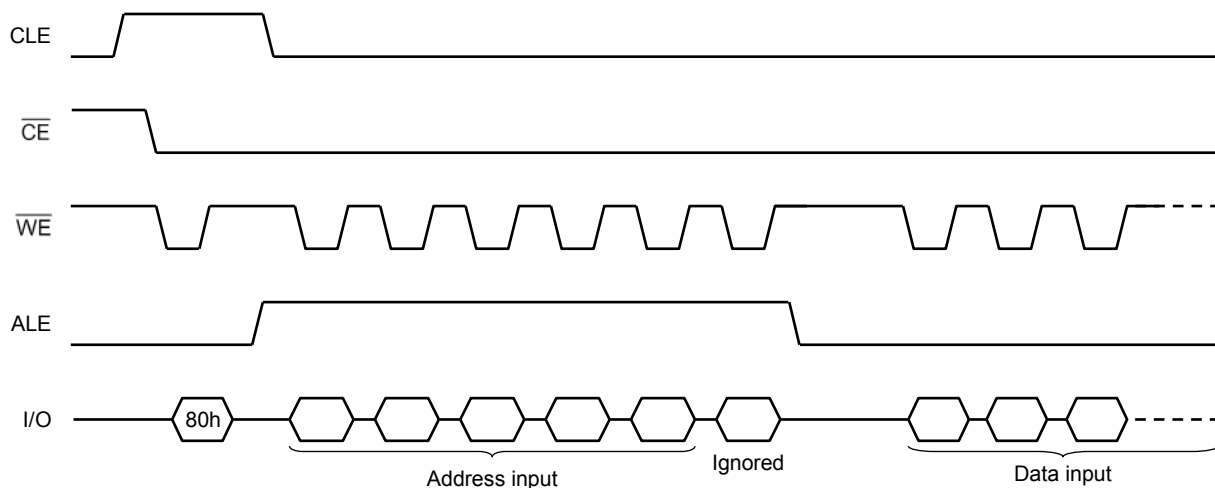 CLE
CE
WE
ALE
I/O
80h
Address input
Ignored
Data input